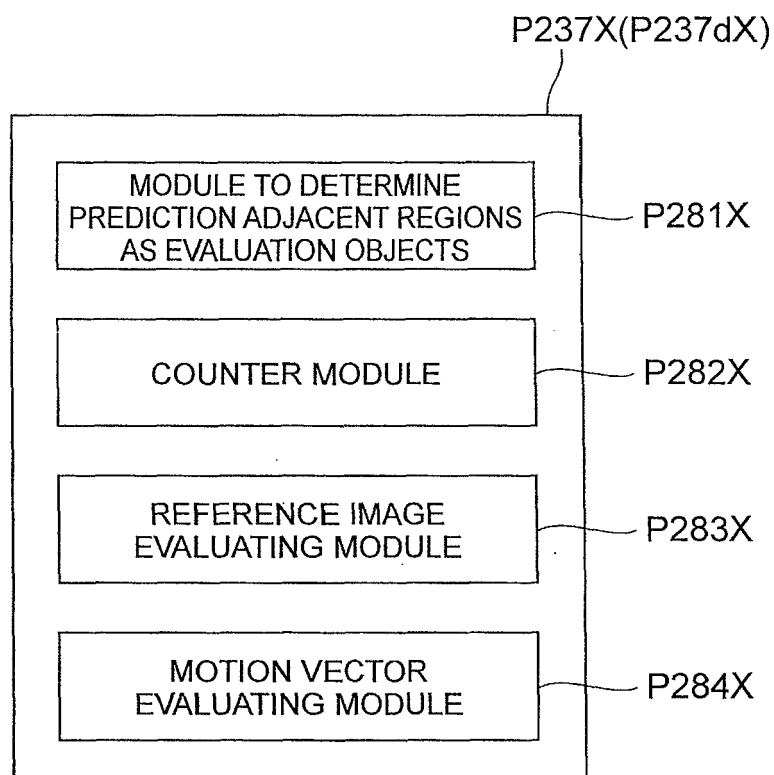 P237X(P237dX)
MODULE TO DETERMINE
PREDICTION ADJACENT REGIONS
AS EVALUATION OBJECTS
P281X
COUNTER MODULE
P282X
REFERENCE IMAGE
EVALUATING MODULE
P283X
MOTION VECTOR
EVALUATING MODULE
P284X